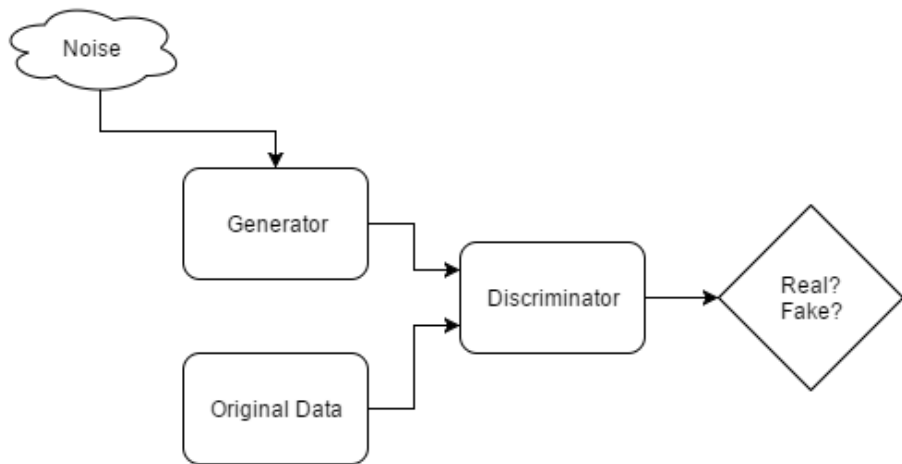 Noise
Generator
Discriminator
Real?
Fake?
Original Data